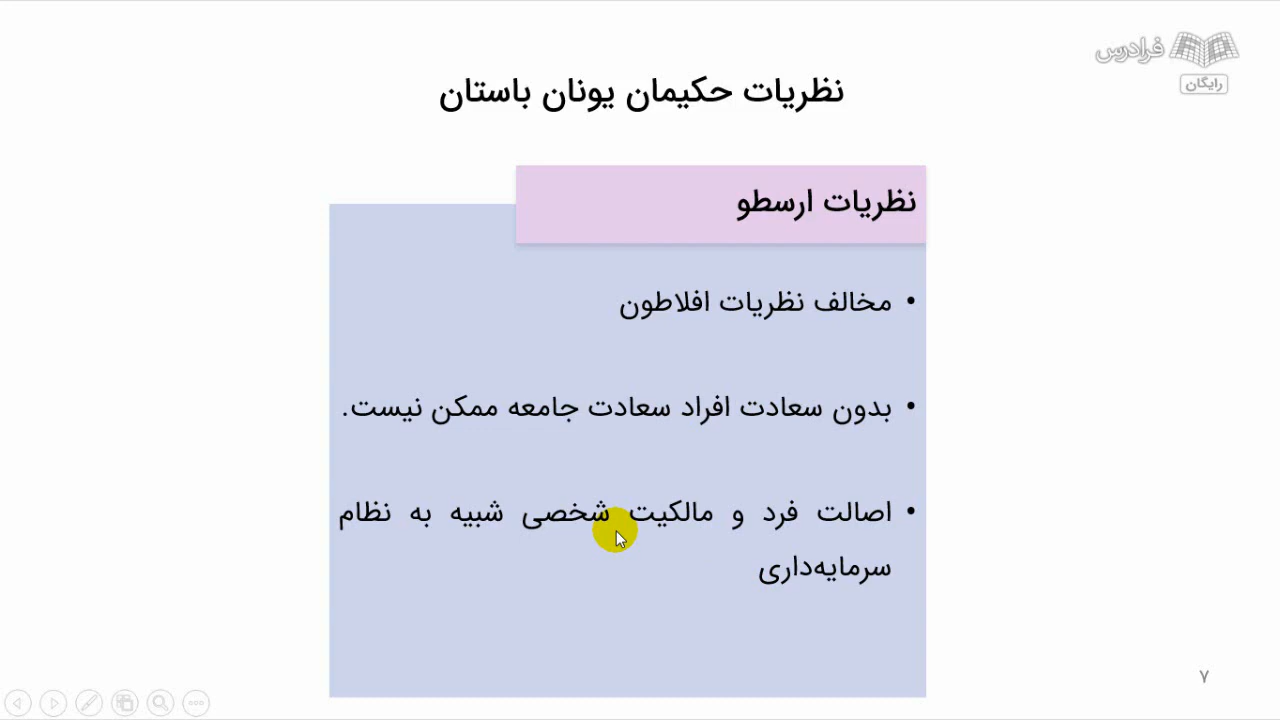 فرادرس
رایگان
نظریات حکیمان یونان باستان
نظریات ارسطو
• مخالف نظریات افلاطون
• بدون سعادت افراد سعادت جامعه ممکن نیست.
• اصالت فرد و مالکیت شخصی شبیه به نظام
سرمایه‌داری
۷